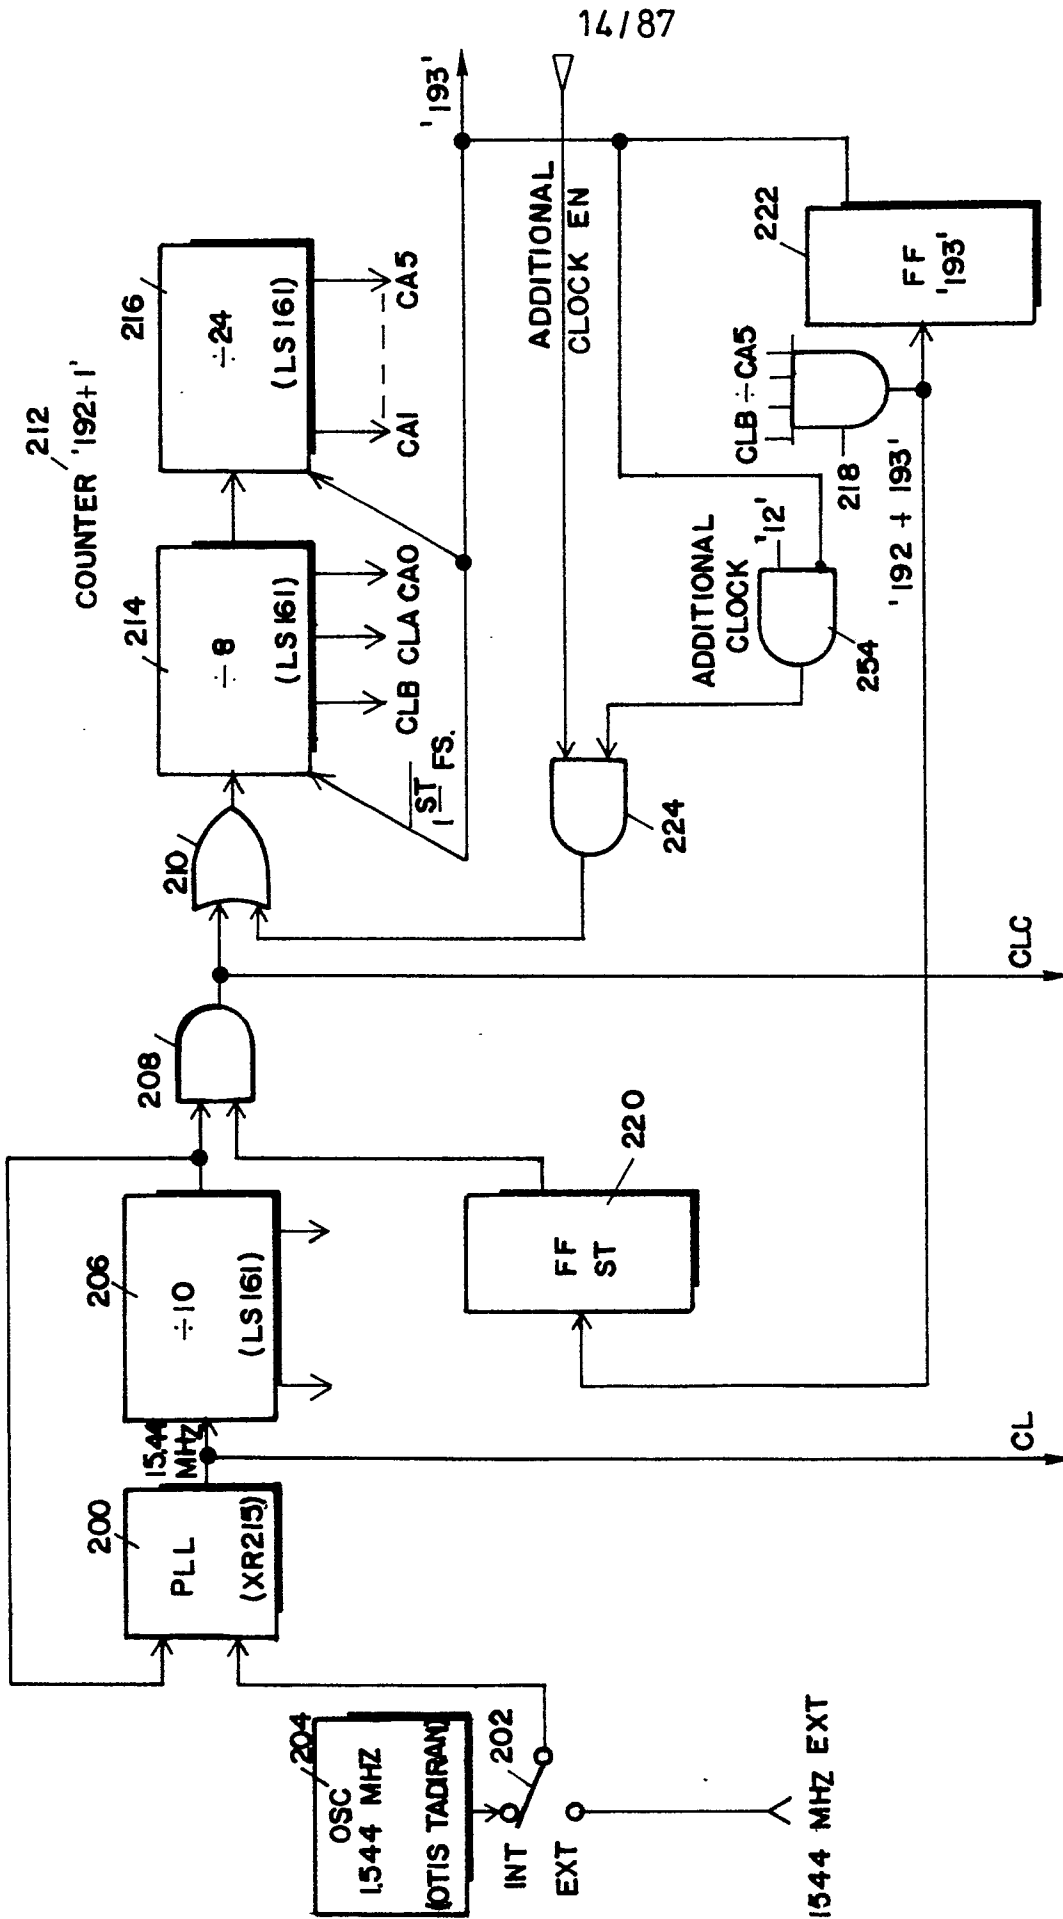 14/87
204
OSC
1.544 MHZ
(OTIS TADIRAN)
INT
202
EXT
1544 MHZ EXT
200
PLL
(XR215)
15.44
MHZ
CL
206
÷10
(LS161)
FF
ST
220
208
CLC
210
212
COUNTER '192+1'
214
÷8
(LS161)
CLB CLA CA0
1ST FS.
216
÷24
(LS161)
CA1
CA5
'193'
ADDITIONAL
CLOCK EN
224
ADDITIONAL
CLOCK
'12'
254
CLB÷CA5
218
'192 + 193'
222
FF
'193'